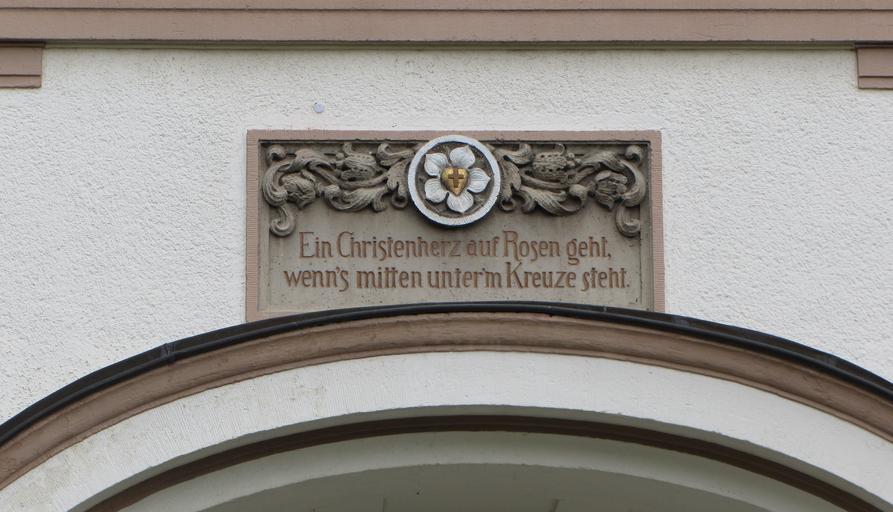 Ein Christenherz auf Rosen geht,
wenn's mitten unter'm Kreuze steht.